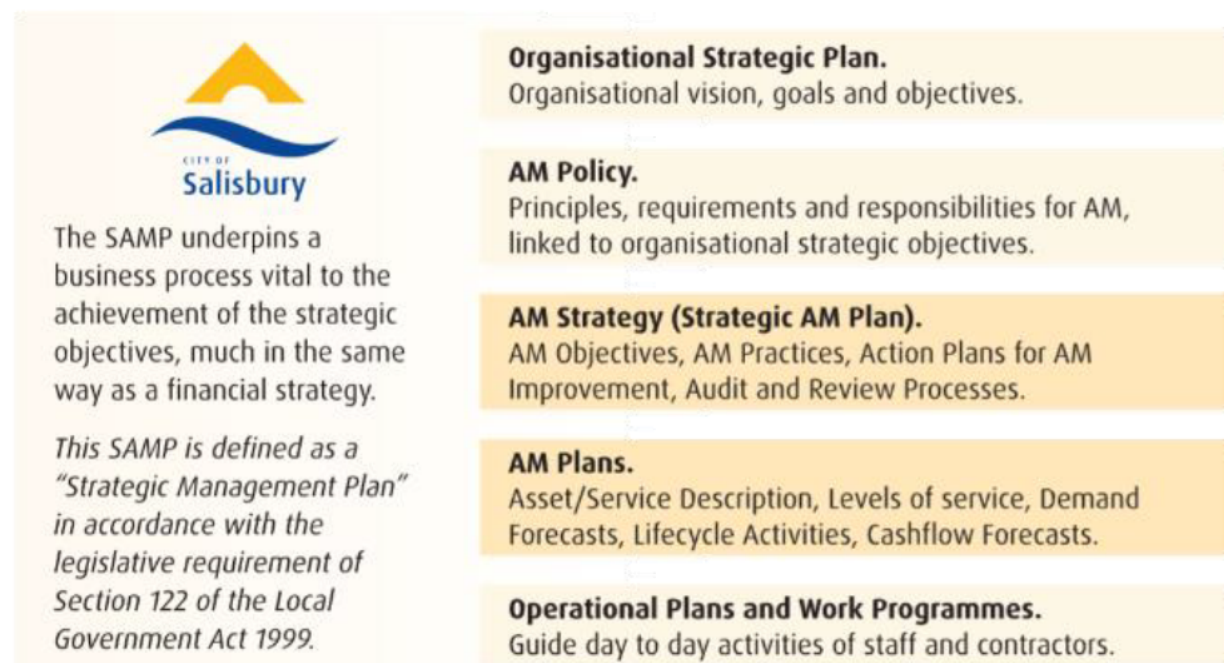 CITY OF
Salisbury
The SAMP underpins a
business process vital to the
achievement of the strategic
objectives, much in the same
way as a financial strategy.
This SAMP is defined as a
“Strategic Management Plan”
in accordance with the
legislative requirement of
Section 122 of the Local
Government Act 1999.
Organisational Strategic Plan.
Organisational vision, goals and objectives.
AM Policy.
Principles, requirements and responsibilities for AM,
linked to organisational strategic objectives.
AM Strategy (Strategic AM Plan).
AM Objectives, AM Practices, Action Plans for AM
Improvement, Audit and Review Processes.
AM Plans.
Asset/Service Description, Levels of service, Demand
Forecasts, Lifecycle Activities, Cashflow Forecasts.
Operational Plans and Work Programmes.
Guide day to day activities of staff and contractors.